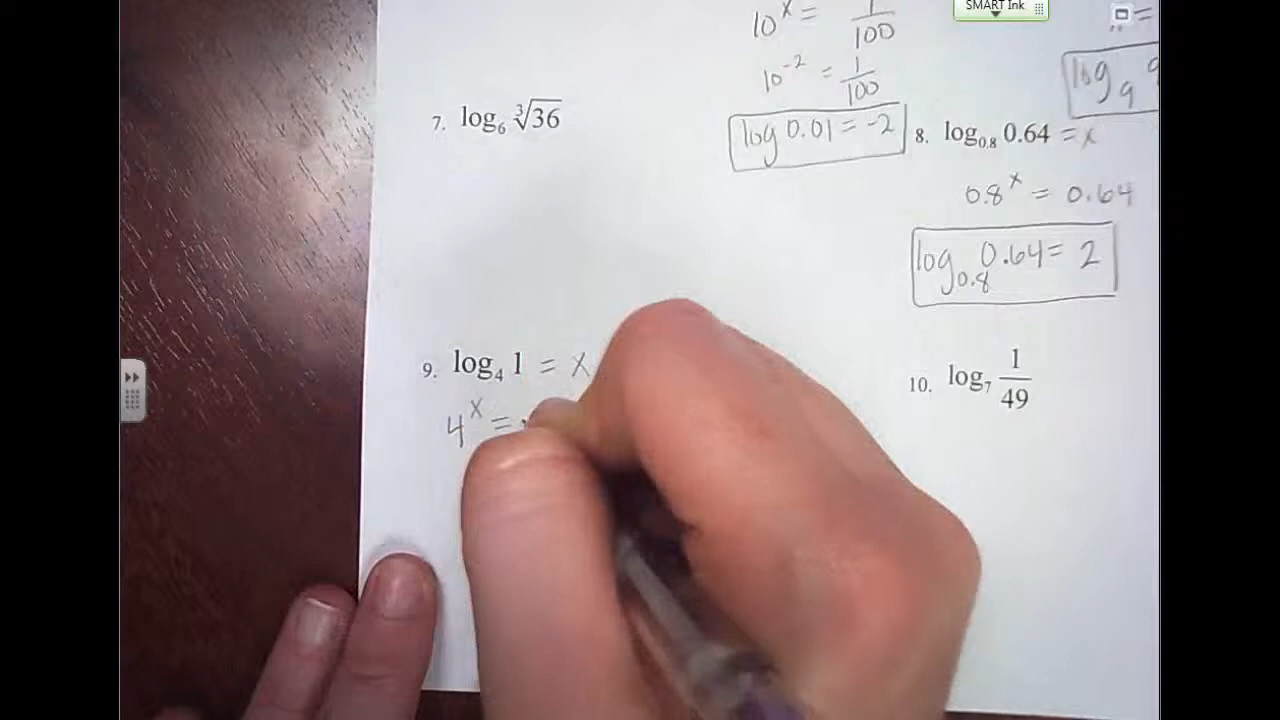 SMART Ink
10^x = 1/100
10^-2 = 1/100
log 0.01 = -2
log₉
7. log₆ ∛36
8. log₀.₈ 0.64 = x
0.8^x = 0.64
log₀.₈ 0.64 = 2
9. log₄ 1 = x
4^x =
10. log₇ 1/49